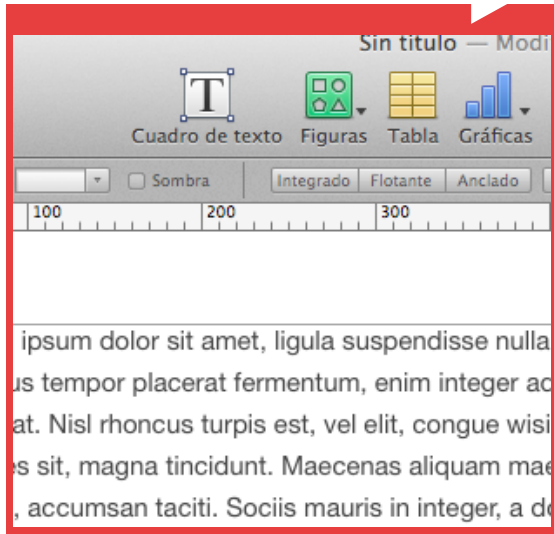 Sin título — Modi
T
Cuadro de texto Figuras Tabla Gráficas
Sombra Integrado Flotante Anclado
100 200 300
ipsum dolor sit amet, ligula suspendisse nulla
us tempor placerat fermentum, enim integer ad
at. Nisl rhoncus turpis est, vel elit, congue wisi
es sit, magna tincidunt. Maecenas aliquam mae
, accumsan taciti. Sociis mauris in integer, a do